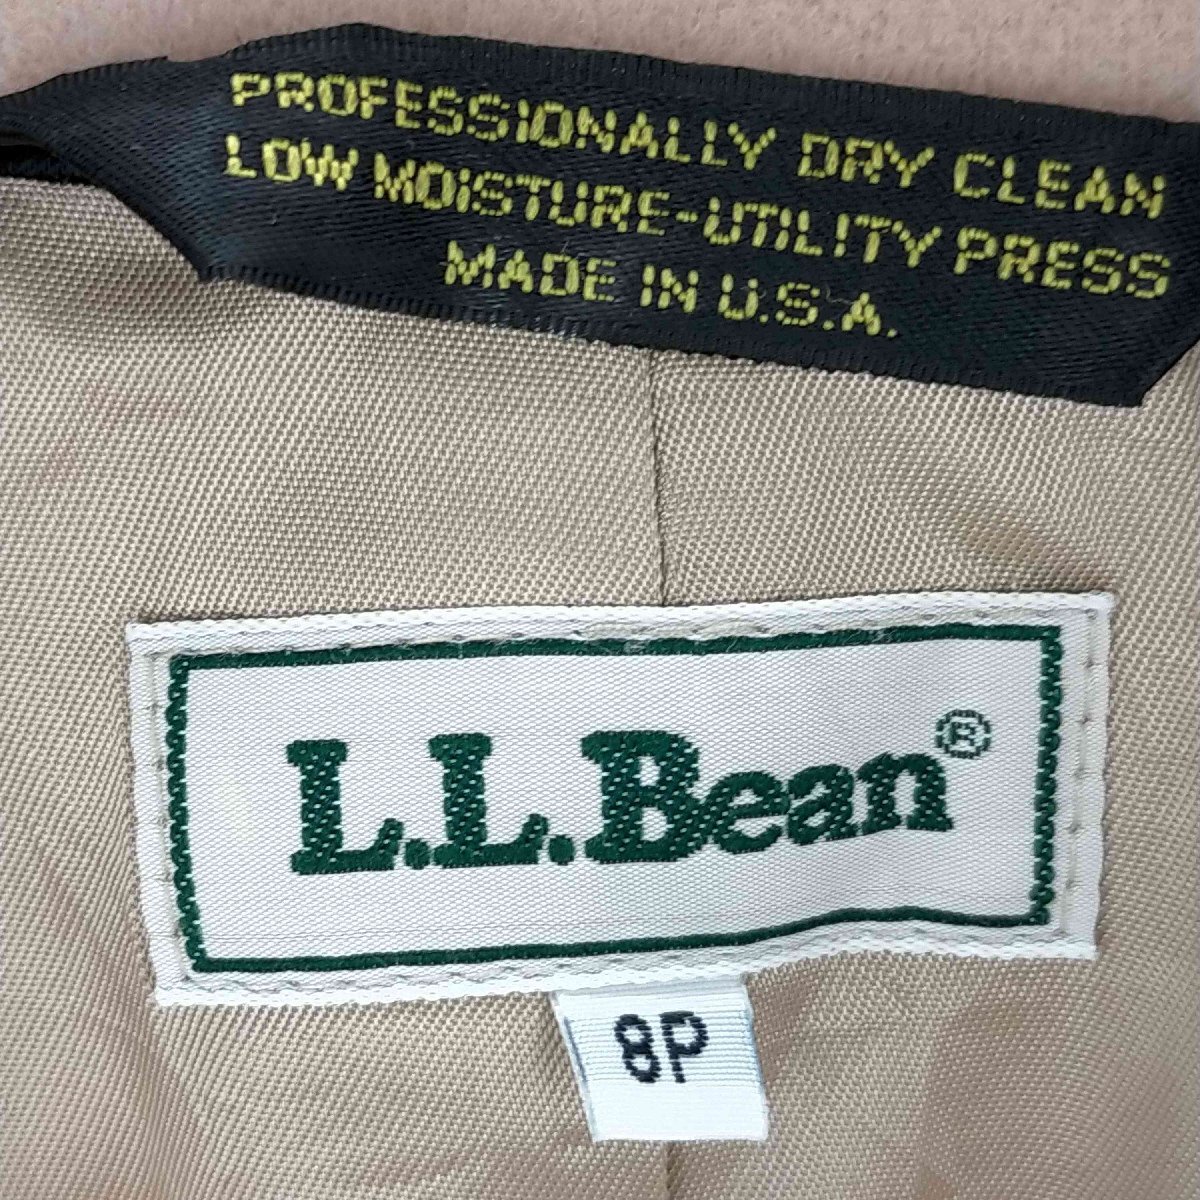 PROFESSIONALLY DRY CLEAN
LOW MOISTURE-UTILITY PRESS
MADE IN U.S.A.
L.L.Bean®
8P